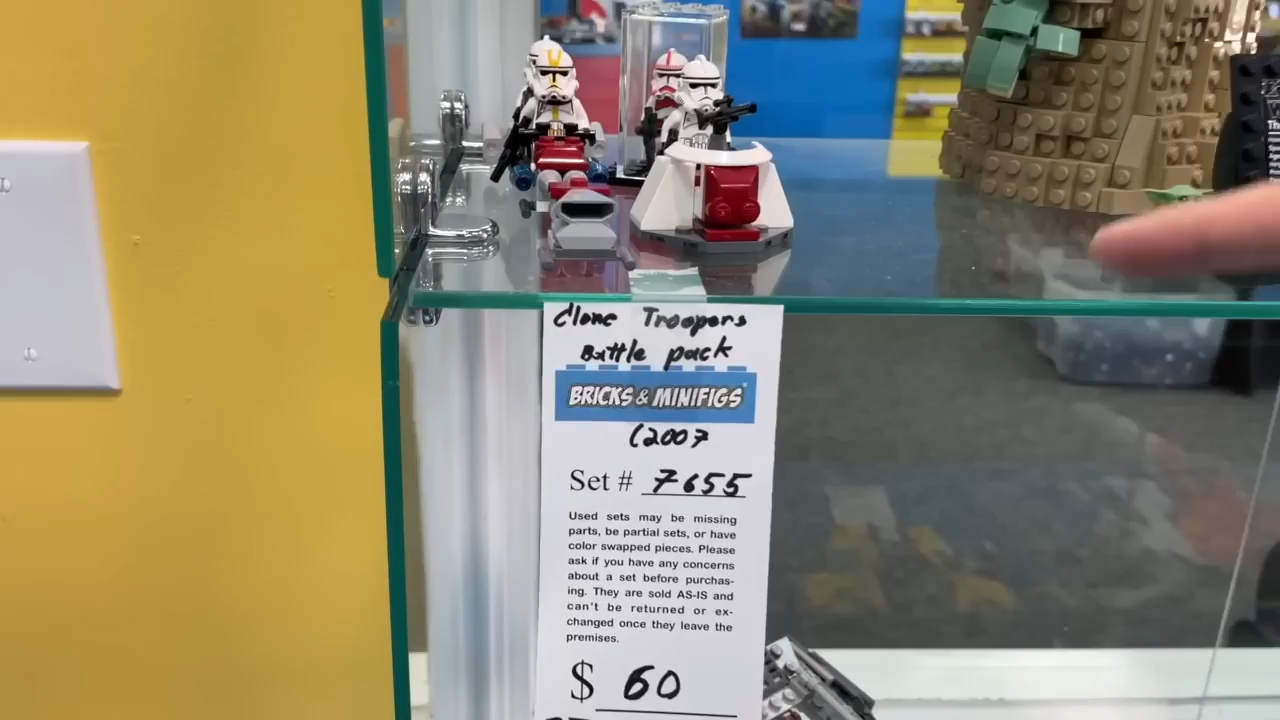 Clone Troopers
Battle pack
BRICKS & MINIFIGS
(2007
Set # 7655
Used sets may be missing
parts, be partial sets, or have
color swapped pieces. Please
ask if you have any concerns
about a set before purchas-
ing. They are sold AS-IS and
can't be returned or ex-
changed once they leave the
premises.
$ 60